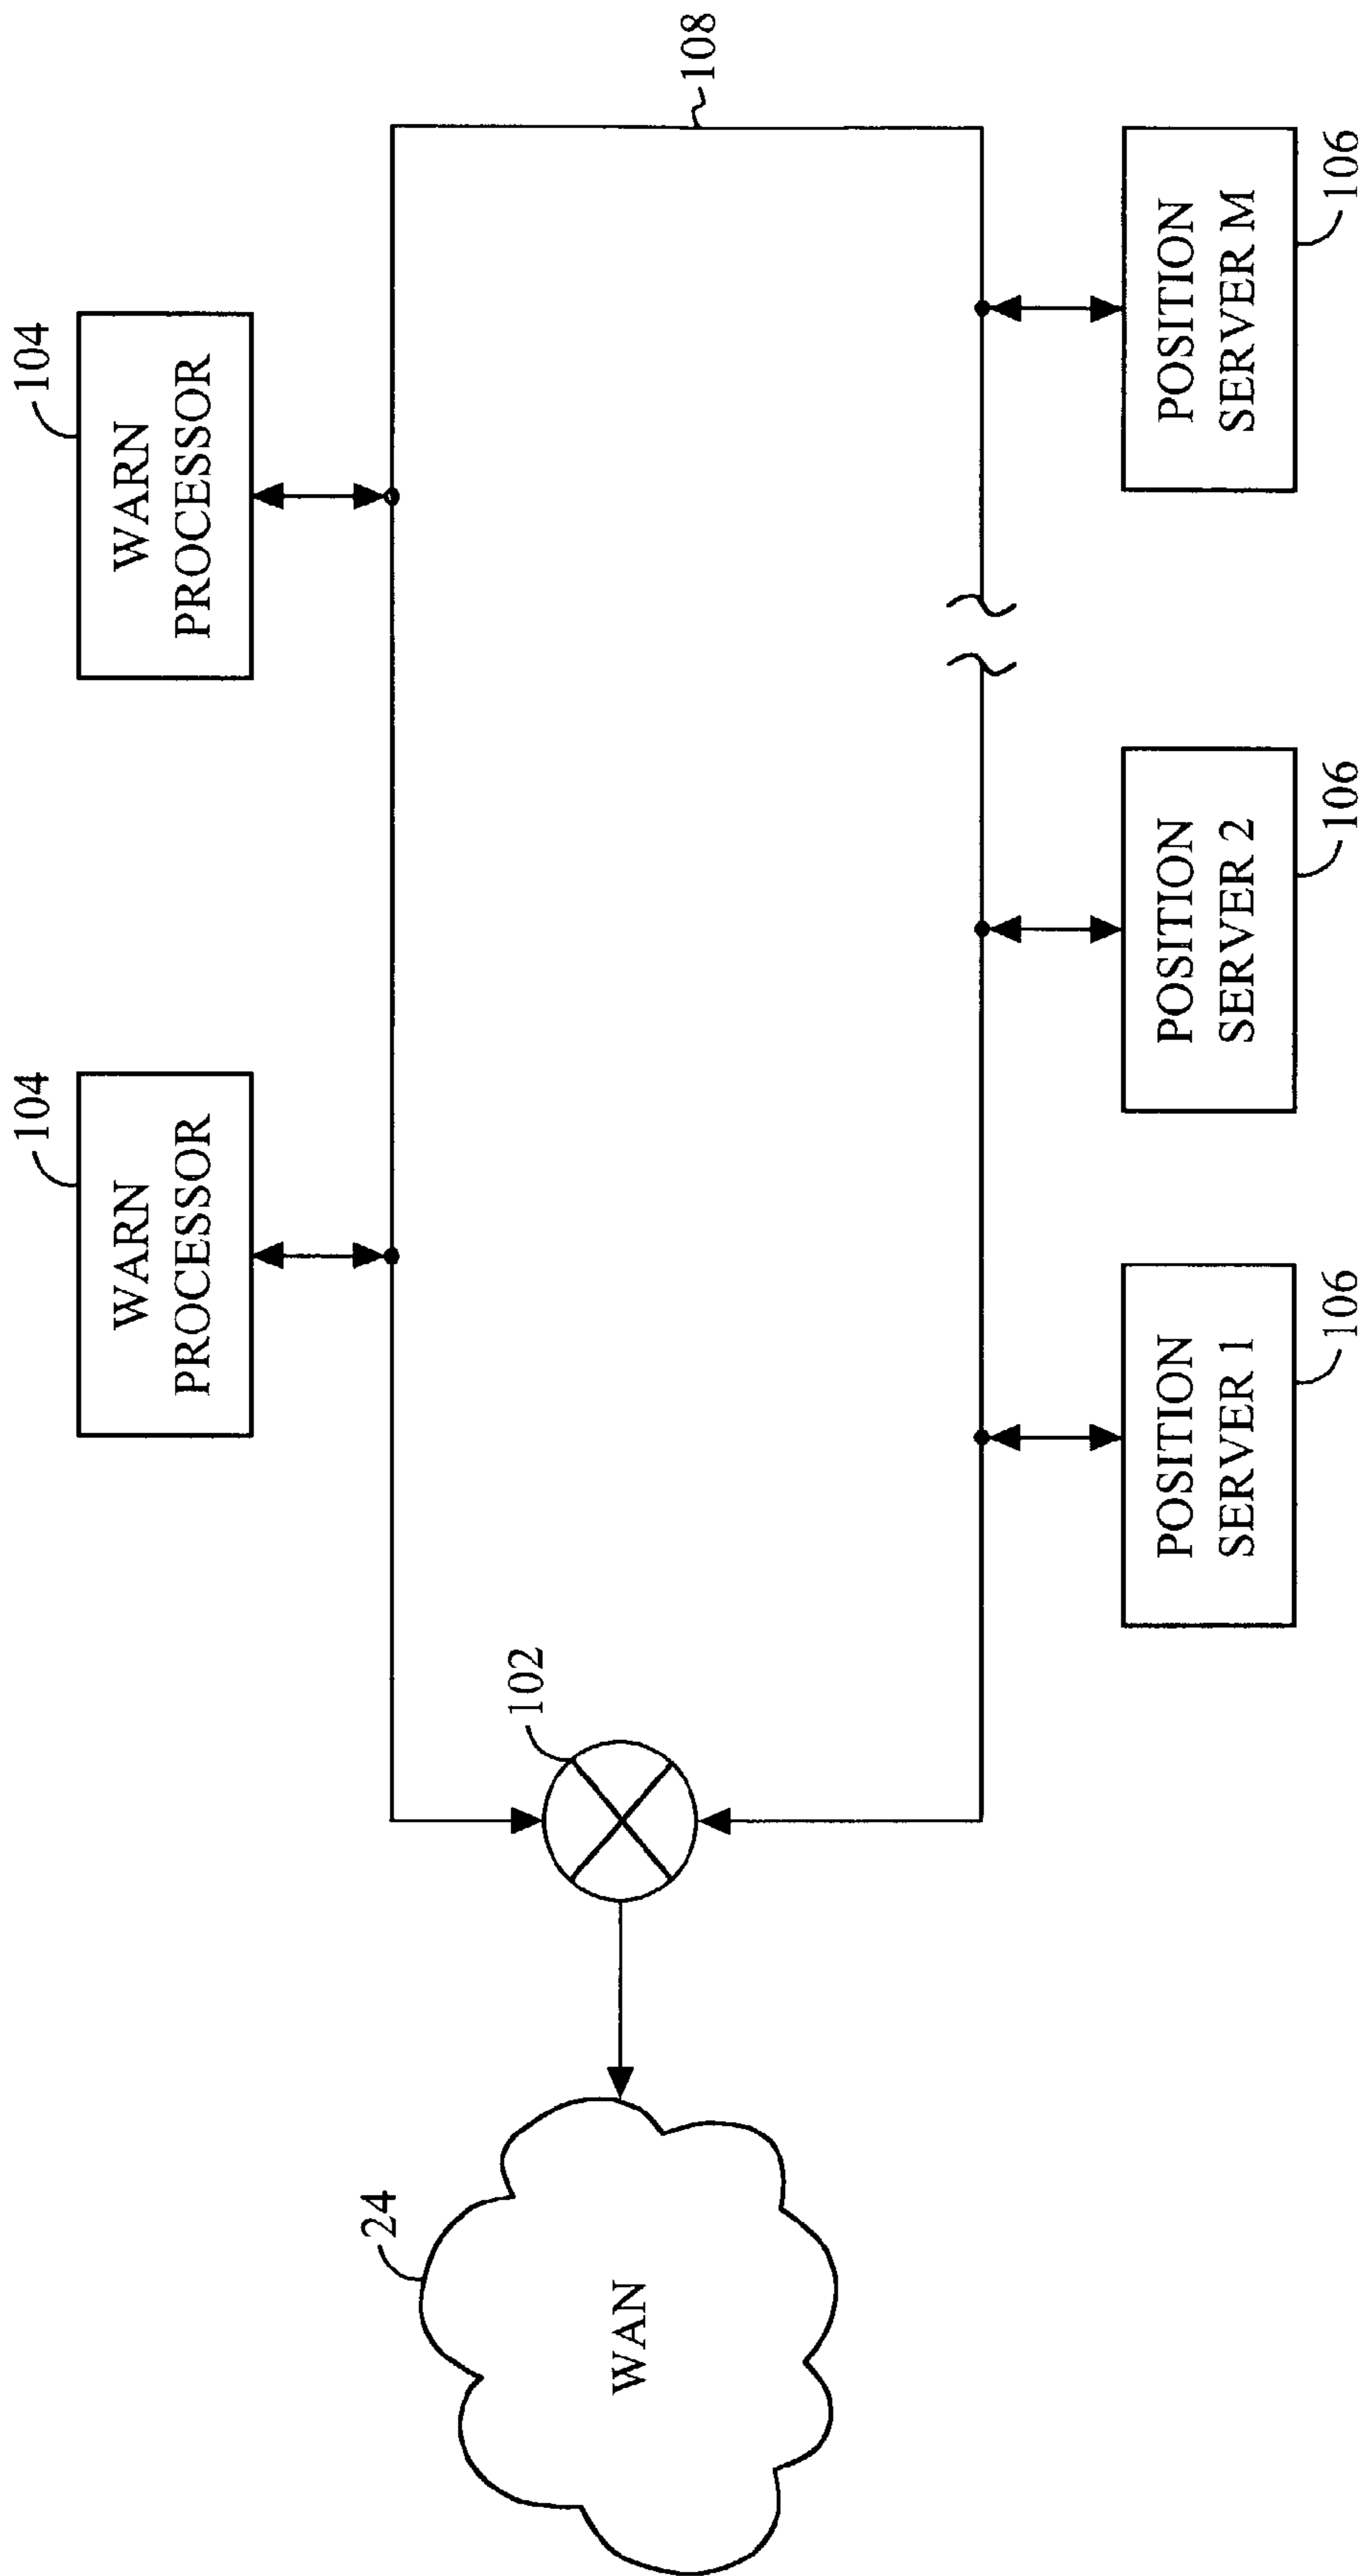 104
WARN
PROCESSOR
104
WARN
PROCESSOR
24
WAN
102
108
POSITION
SERVER 1
106
POSITION
SERVER 2
106
POSITION
SERVER M
106